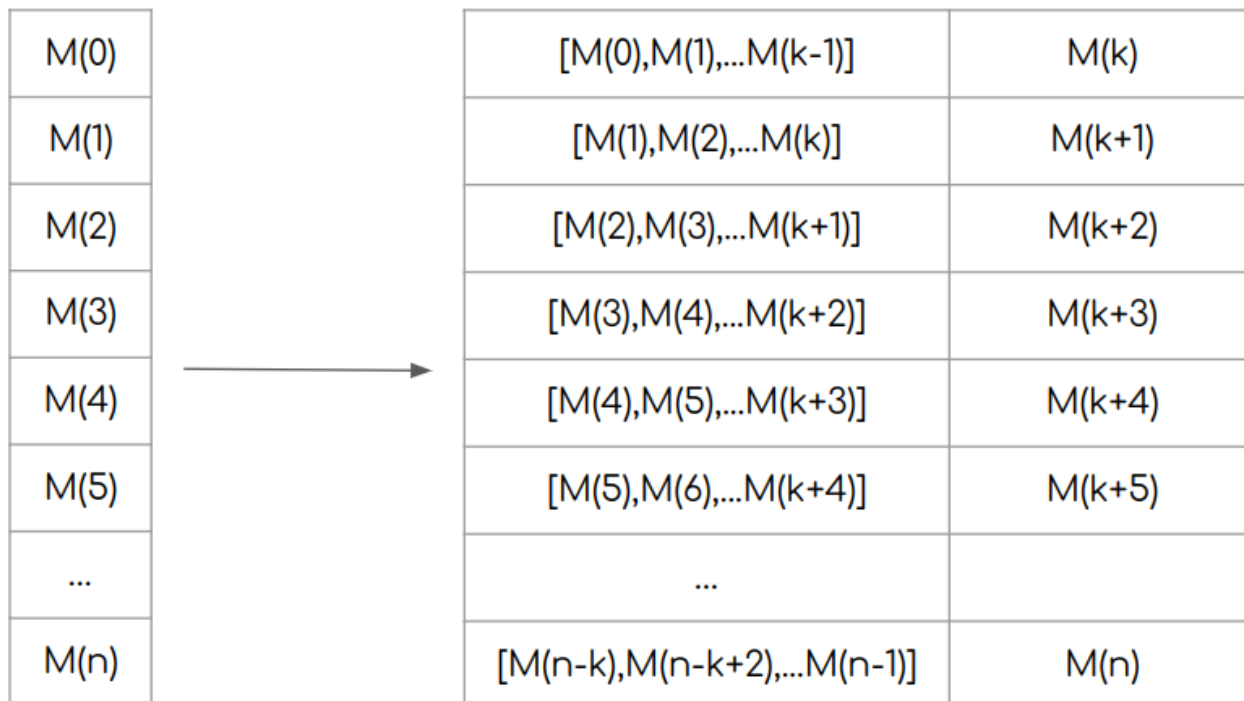 M(0)
[M(0),M(1),...M(k-1)]
M(k)
M(1)
[M(1),M(2),...M(k)]
M(k+1)
M(2)
[M(2),M(3),...M(k+1)]
M(k+2)
M(3)
[M(3),M(4),...M(k+2)]
M(k+3)
M(4)
[M(4),M(5),...M(k+3)]
M(k+4)
M(5)
[M(5),M(6),...M(k+4)]
M(k+5)
...
...
M(n)
[M(n-k),M(n-k+2),...M(n-1)]
M(n)